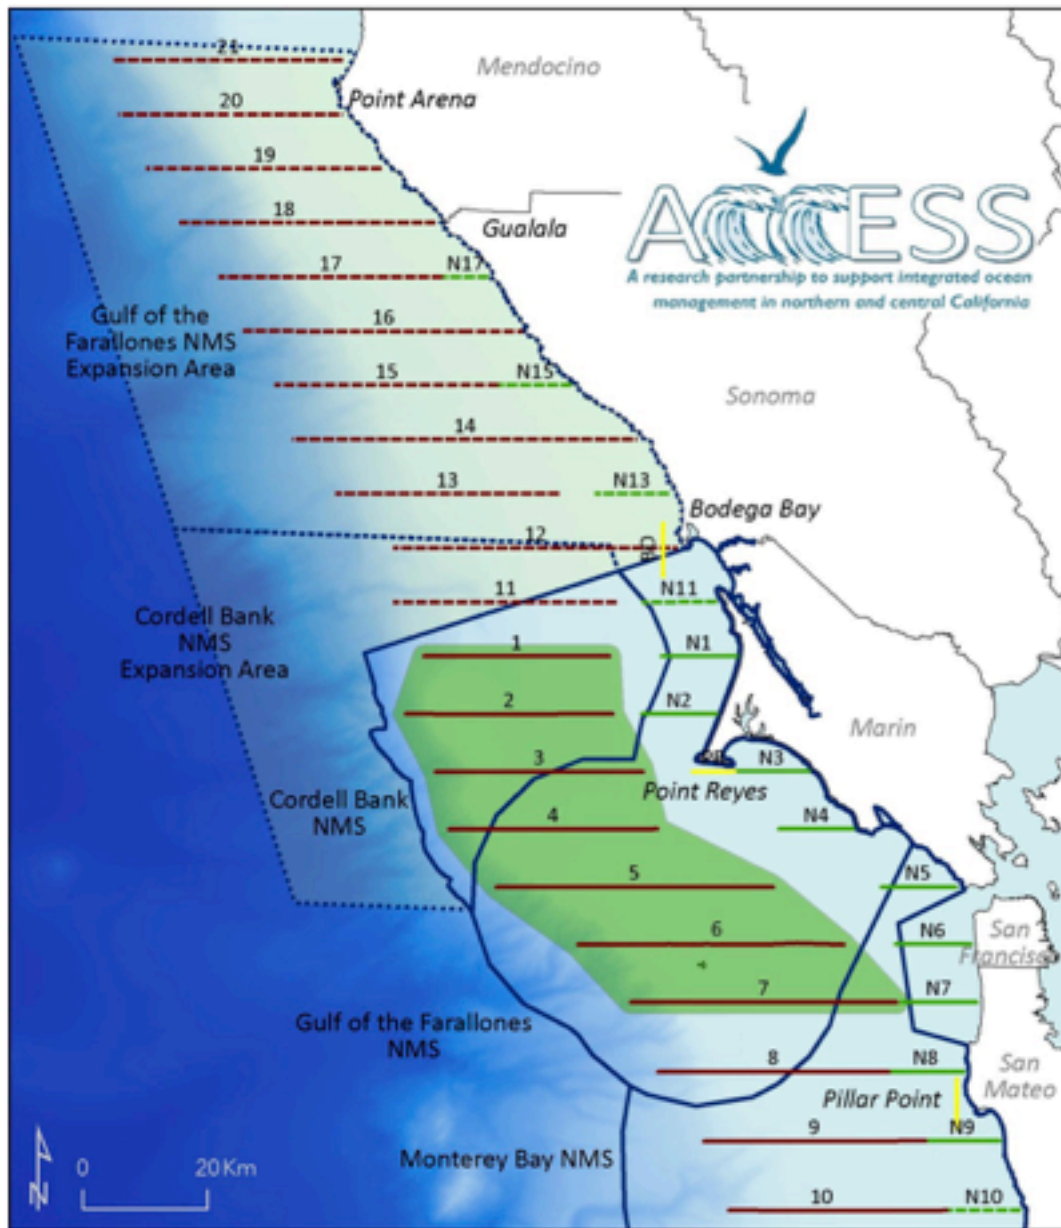 21
Mendocino
20
Point Arena
19
18
Gualala
ACCESS
A research partnership to support integrated ocean
management in northern and central California
17
N17
Gulf of the
Farallones NMS
Expansion Area
16
15
N15
Sonoma
14
13
N13
Bodega Bay
12
BD
11
N11
Cordell Bank
NMS
Expansion Area
1
N1
2
N2
Marin
3
N3
Point Reyes
Cordell Bank
NMS
4
N4
5
N5
6
N6
San
Francisco
7
N7
Gulf of the Farallones
NMS
8
N8
San
Mateo
Pillar Point
9
N9
Monterey Bay NMS
N
0
20 Km
10
N10